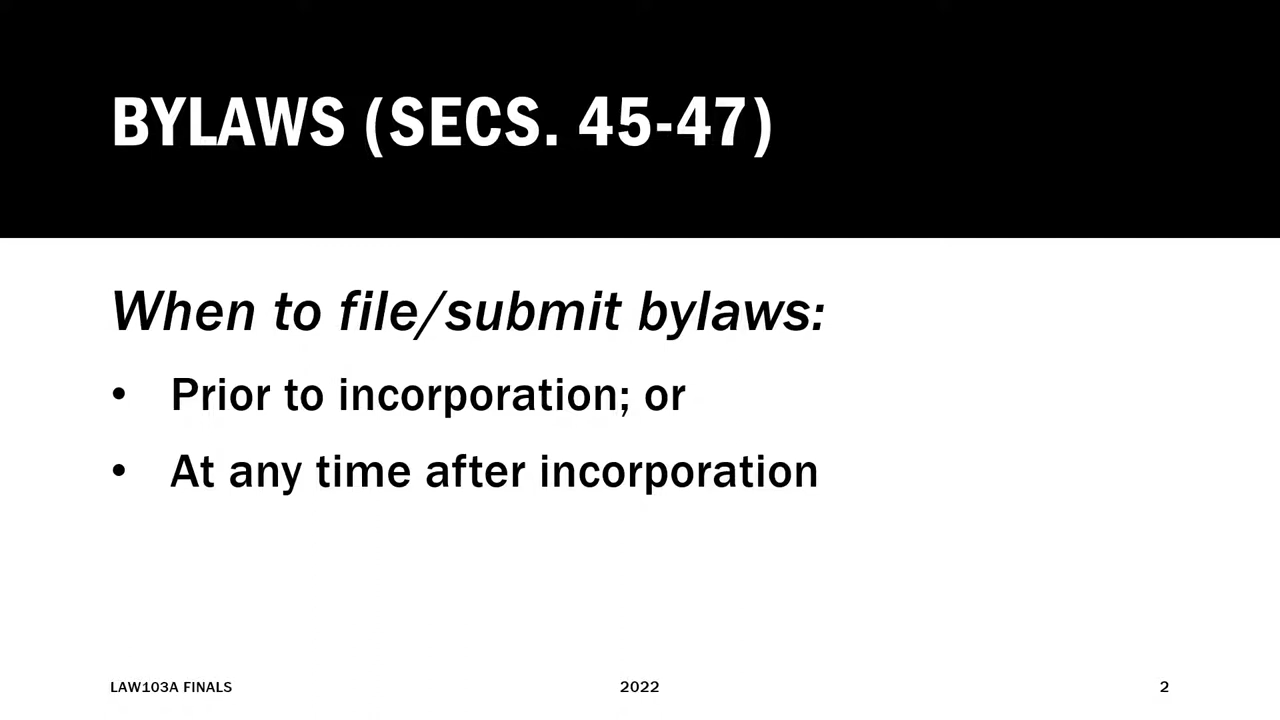 BYLAWS (SECS. 45-47)
When to file/submit bylaws:
• Prior to incorporation; or
• At any time after incorporation
LAW103A FINALS
2022
2